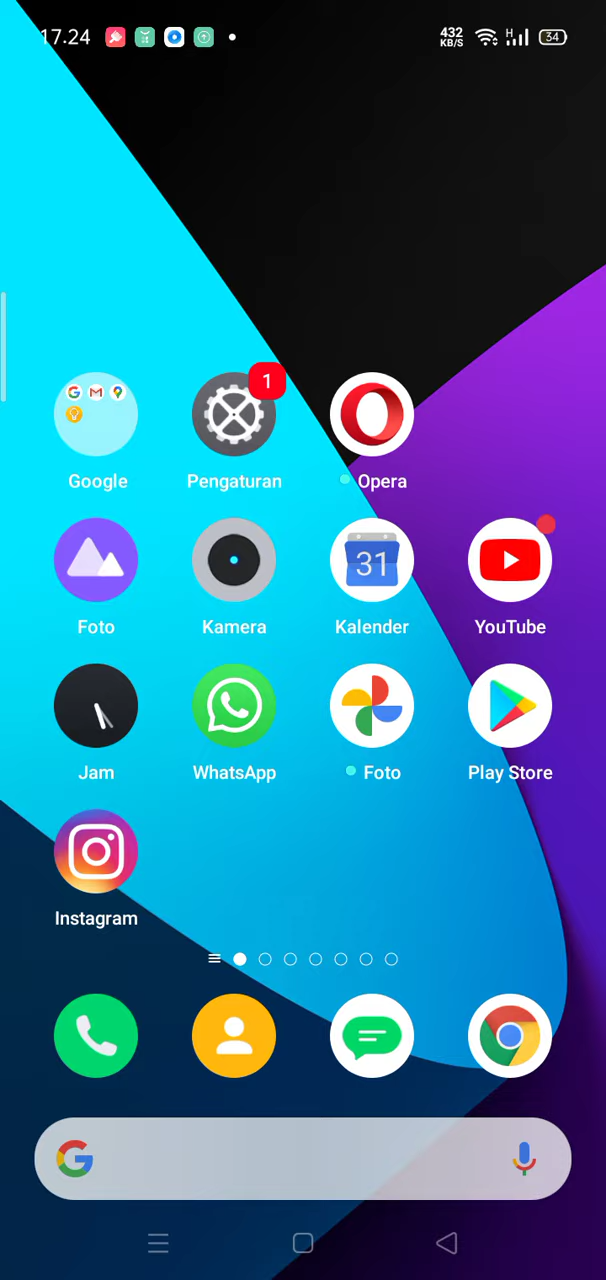 17.24
432 KB/S H 34
1
Google Pengaturan Opera
31
Foto Kamera Kalender YouTube
Jam WhatsApp Foto Play Store
Instagram